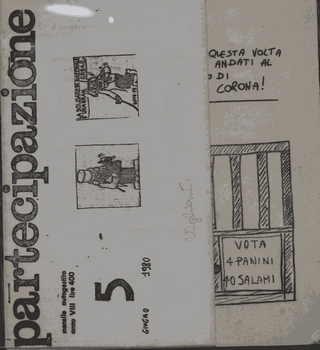 partecipazione
mensile autogestito
anno VIII lire 400
5
GIUGNO 1980
QUESTA VOLTA
ANDATI AL
DI
CORONA!
VOTA
4 PANINI
40 SALAMI